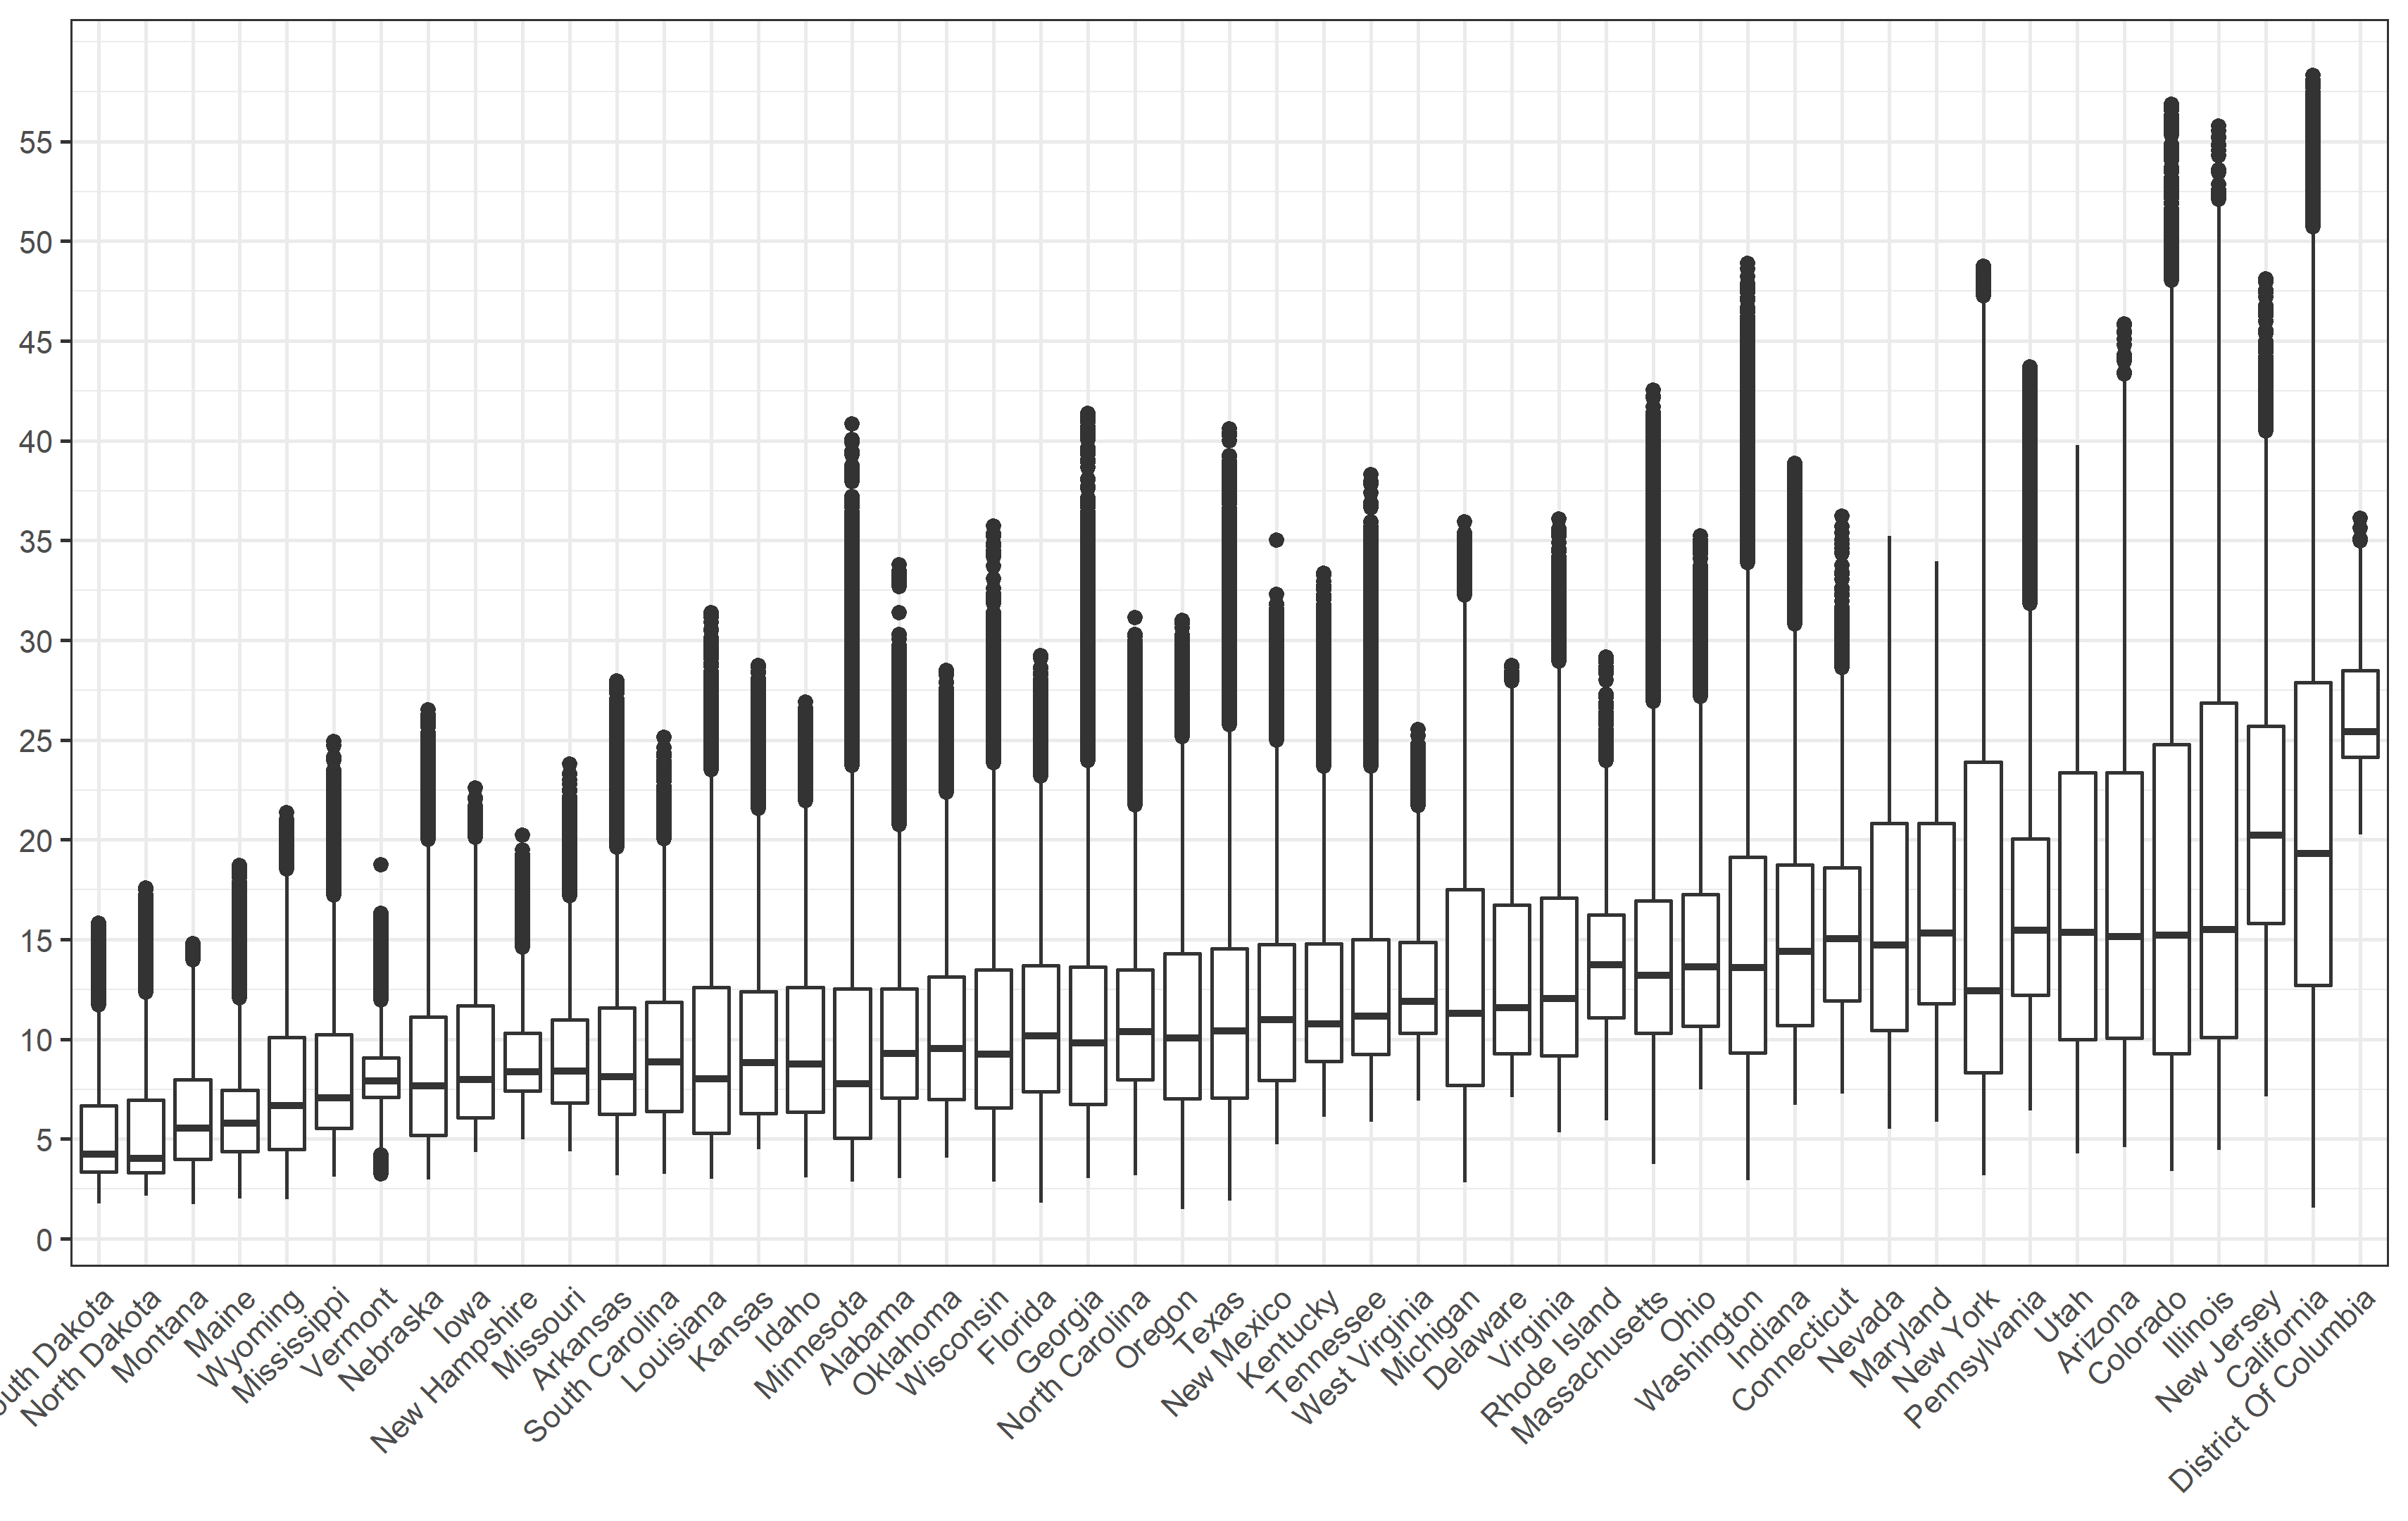 55
50
45
40
35
30
25
20
15
10
5
0
outh Dakota
North Dakota
Montana
Maine
Wyoming
Mississippi
Vermont
Nebraska
Iowa
New Hampshire
Missouri
Arkansas
South Carolina
Louisiana
Kansas
Idaho
Minnesota
Alabama
Oklahoma
Wisconsin
Florida
Georgia
North Carolina
Oregon
Texas
New Mexico
Kentucky
Tennessee
West Virginia
Michigan
Delaware
Virginia
Rhode Island
Massachusetts
Ohio
Washington
Indiana
Connecticut
Nevada
Maryland
New York
Pennsylvania
Utah
Arizona
Colorado
Illinois
New Jersey
California
District Of Columbia